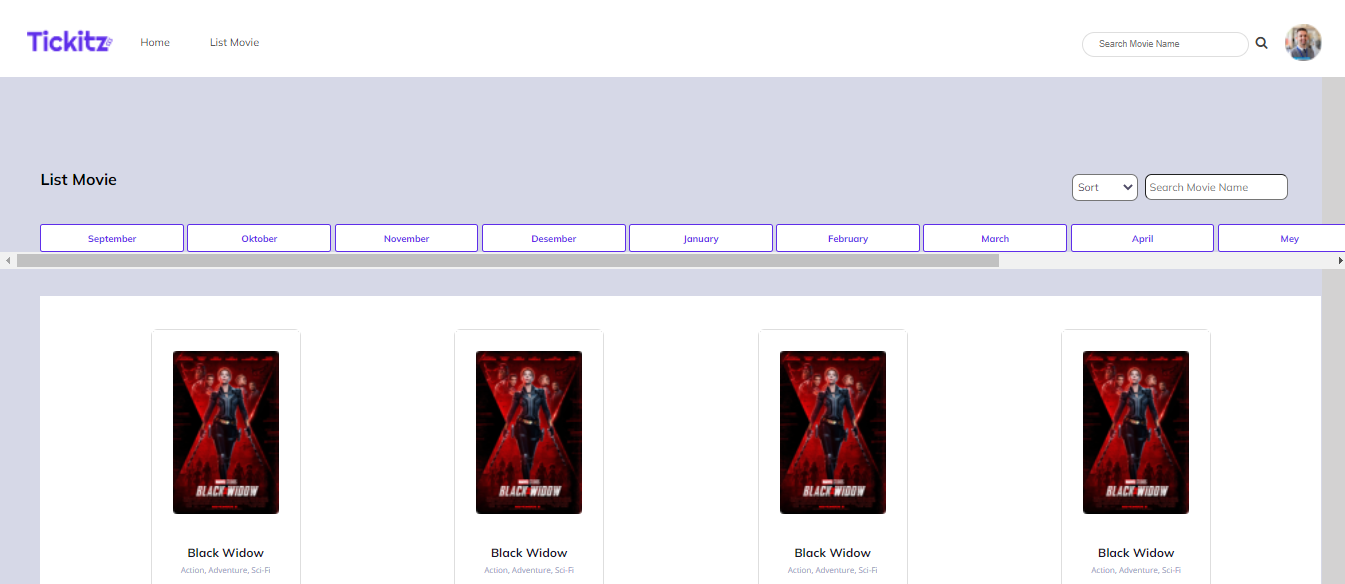 Tickitz
Home
List Movie
Search Movie Name
List Movie
Sort
Search Movie Name
September
Oktober
November
Desember
January
February
March
April
Mey
BLACK WIDOW
BLACK WIDOW
BLACK WIDOW
BLACK WIDOW
Black Widow
Black Widow
Black Widow
Black Widow
Action, Adventure, Sci-Fi
Action, Adventure, Sci-Fi
Action, Adventure, Sci-Fi
Action, Adventure, Sci-Fi